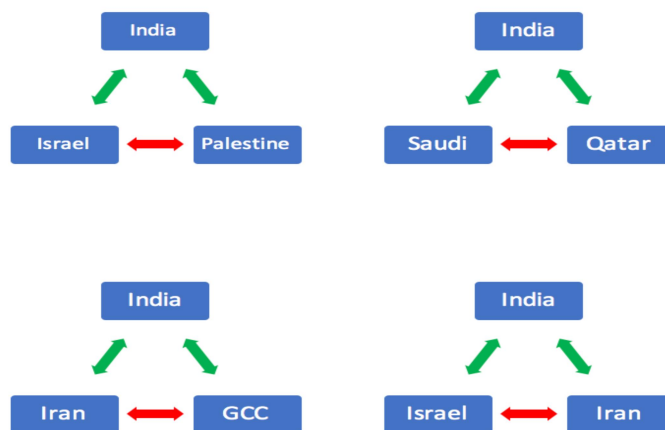 India
Israel
Palestine
India
Saudi
Qatar
India
Iran
GCC
India
Israel
Iran